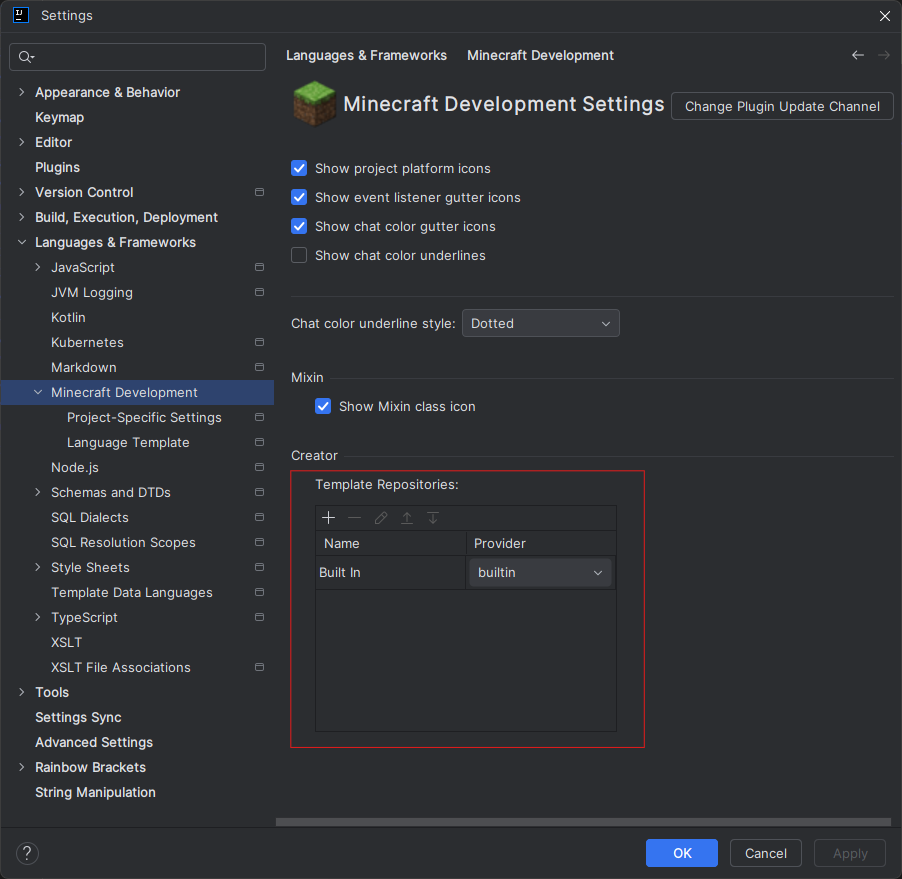 Settings
Languages & Frameworks Minecraft Development
Appearance & Behavior
Keymap
Editor
Plugins
Version Control
Build, Execution, Deployment
Languages & Frameworks
JavaScript
JVM Logging
Kotlin
Kubernetes
Markdown
Minecraft Development
Project-Specific Settings
Language Template
Node.js
Schemas and DTDs
SQL Dialects
SQL Resolution Scopes
Style Sheets
Template Data Languages
TypeScript
XSLT
XSLT File Associations
Tools
Settings Sync
Advanced Settings
Rainbow Brackets
String Manipulation
Minecraft Development Settings Change Plugin Update Channel
Show project platform icons
Show event listener gutter icons
Show chat color gutter icons
Show chat color underlines
Chat color underline style: Dotted
Mixin
Show Mixin class icon
Creator
Template Repositories:
Name Provider
Built In builtin
? OK Cancel Apply